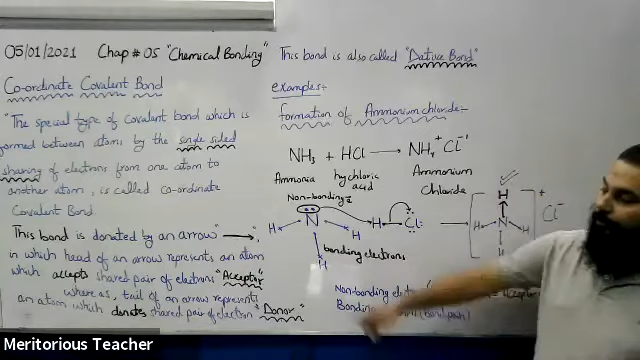 05/01/2021 Chap # 05 "Chemical Bonding"
Co-ordinate Covalent Bond
"The special type of Covalent bond which is
formed between atoms by the single sided
sharing of electrons from one atom to
another atom, is called co-ordinate
Covalent Bond.
This bond is donated by an arrow "→",
in which head of an arrow represents an atom
which accepts shared pair of electrons "Acceptor"
where as, tail of an arrow represents
an atom which donates shared pair of electron "Donor"
This bond is also called "Dative Bond"
examples:-
formation of Ammonium chloride:-
NH3 + HCl → NH4+ Cl-1
Ammonia hychloric acid Ammonium Chloride
Non-bonding e
H N H Cl
H
bonding electrons
H
H N H
+ Cl-
Non-bonding
Meritorious Teacher